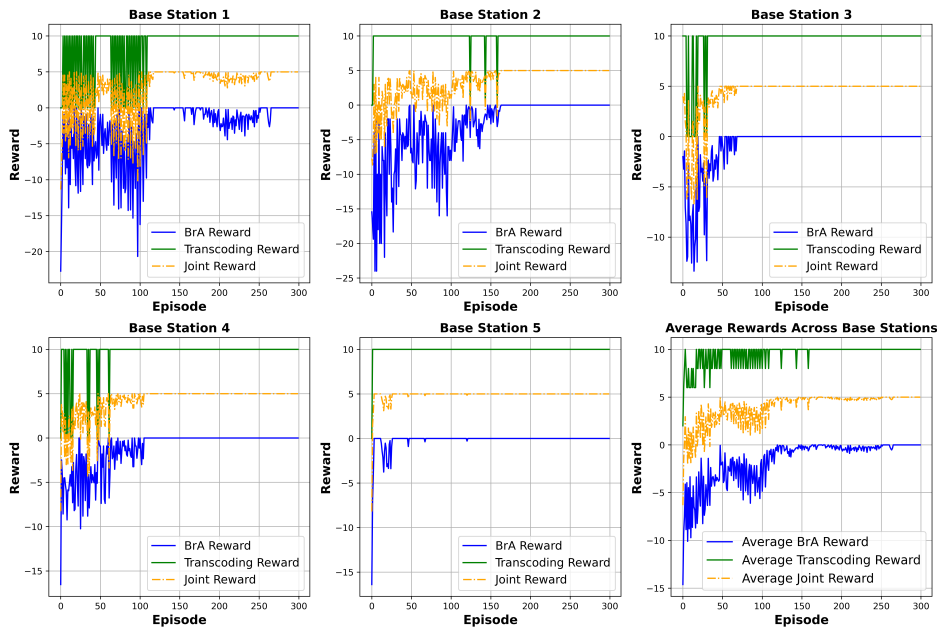 Base Station 1
10
5
0
−5
−10
−15
−20
Reward
BrA Reward
Transcoding Reward
Joint Reward
0 50 100 150 200 250 300
Episode
Base Station 2
10
5
0
−5
−10
−15
−20
−25
Reward
BrA Reward
Transcoding Reward
Joint Reward
0 50 100 150 200 250 300
Episode
Base Station 3
10
5
0
−5
−10
Reward
BrA Reward
Transcoding Reward
Joint Reward
0 50 100 150 200 250 300
Episode
Base Station 4
10
5
0
−5
−10
−15
Reward
BrA Reward
Transcoding Reward
Joint Reward
0 50 100 150 200 250 300
Episode
Base Station 5
10
5
0
−5
−10
−15
Reward
BrA Reward
Transcoding Reward
Joint Reward
0 50 100 150 200 250 300
Episode
Average Rewards Across Base Stations
10
5
0
−5
−10
−15
Reward
Average BrA Reward
Average Transcoding Reward
Average Joint Reward
0 50 100 150 200 250 300
Episode